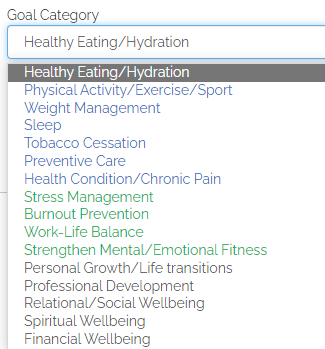 Goal Category
Healthy Eating/Hydration
Healthy Eating/Hydration
Physical Activity/Exercise/Sport
Weight Management
Sleep
Tobacco Cessation
Preventive Care
Health Condition/Chronic Pain
Stress Management
Burnout Prevention
Work-Life Balance
Strengthen Mental/Emotional Fitness
Personal Growth/Life transitions
Professional Development
Relational/Social Wellbeing
Spiritual Wellbeing
Financial Wellbeing